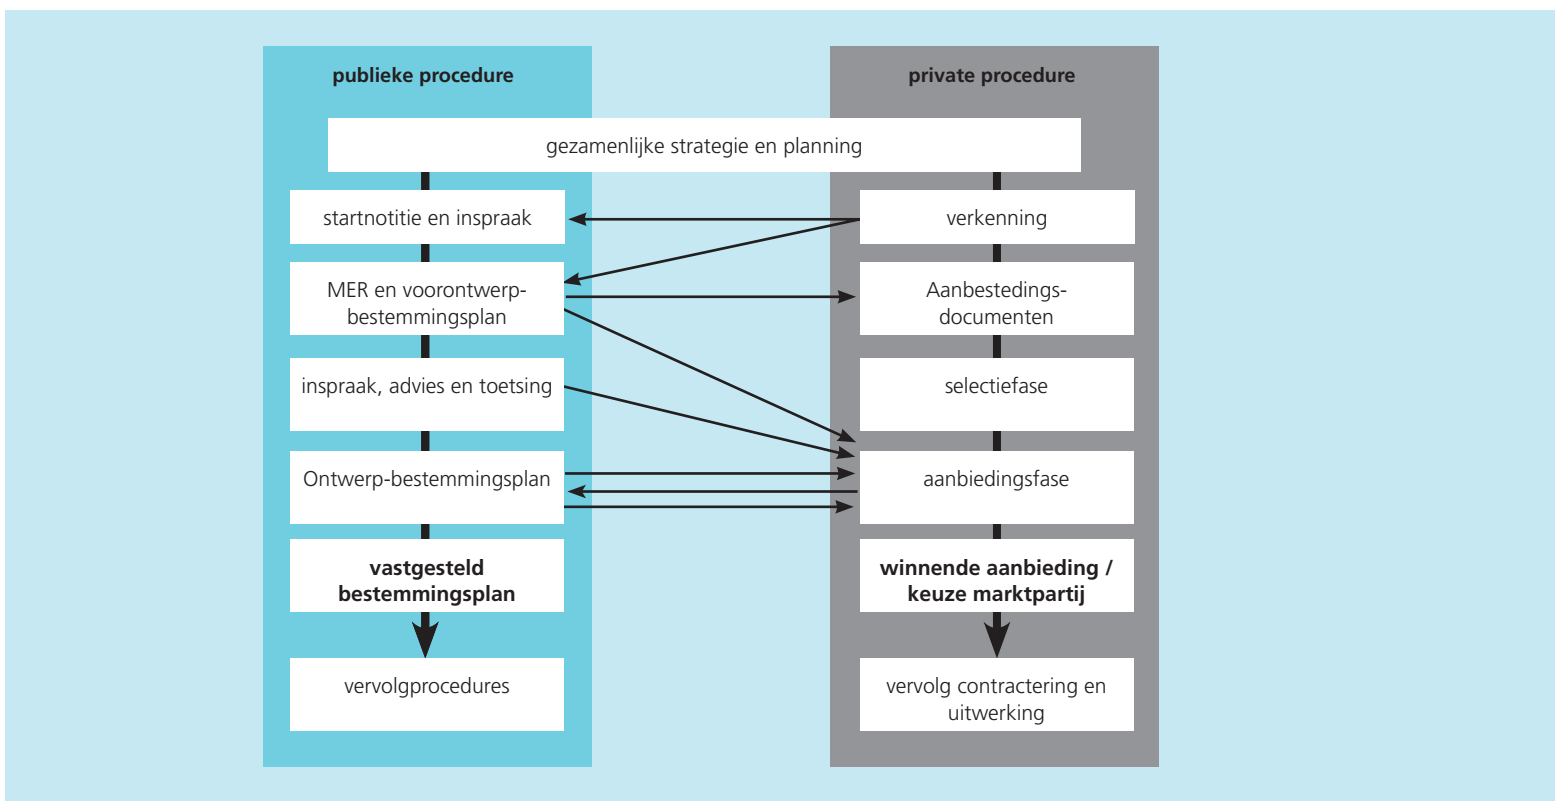 publieke procedure
private procedure
gezamenlijke strategie en planning
startnotitie en inspraak
verkenning
MER en voorontwerp-
bestemmingsplan
Aanbestedings-
documenten
inspraak, advies en toetsing
selectiefase
Ontwerp-bestemmingsplan
aanbiedingsfase
vastgesteld
bestemmingsplan
winnende aanbieding /
keuze marktpartij
vervolgprocedures
vervolg contractering en
uitwerking